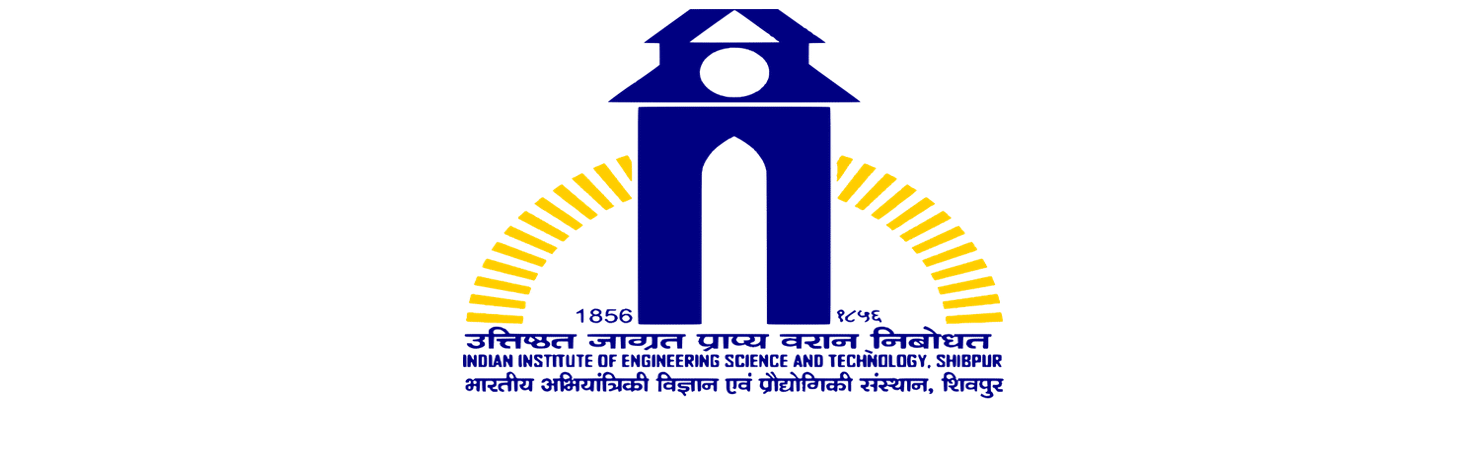 1856 १८५६
उत्तिष्ठत जाग्रत प्राप्य वरान निबोधत
INDIAN INSTITUTE OF ENGINEERING SCIENCE AND TECHNOLOGY, SHIBPUR
भारतीय अभियांत्रिकी विज्ञान एवं प्रौद्योगिकी संस्थान, शिवपुर